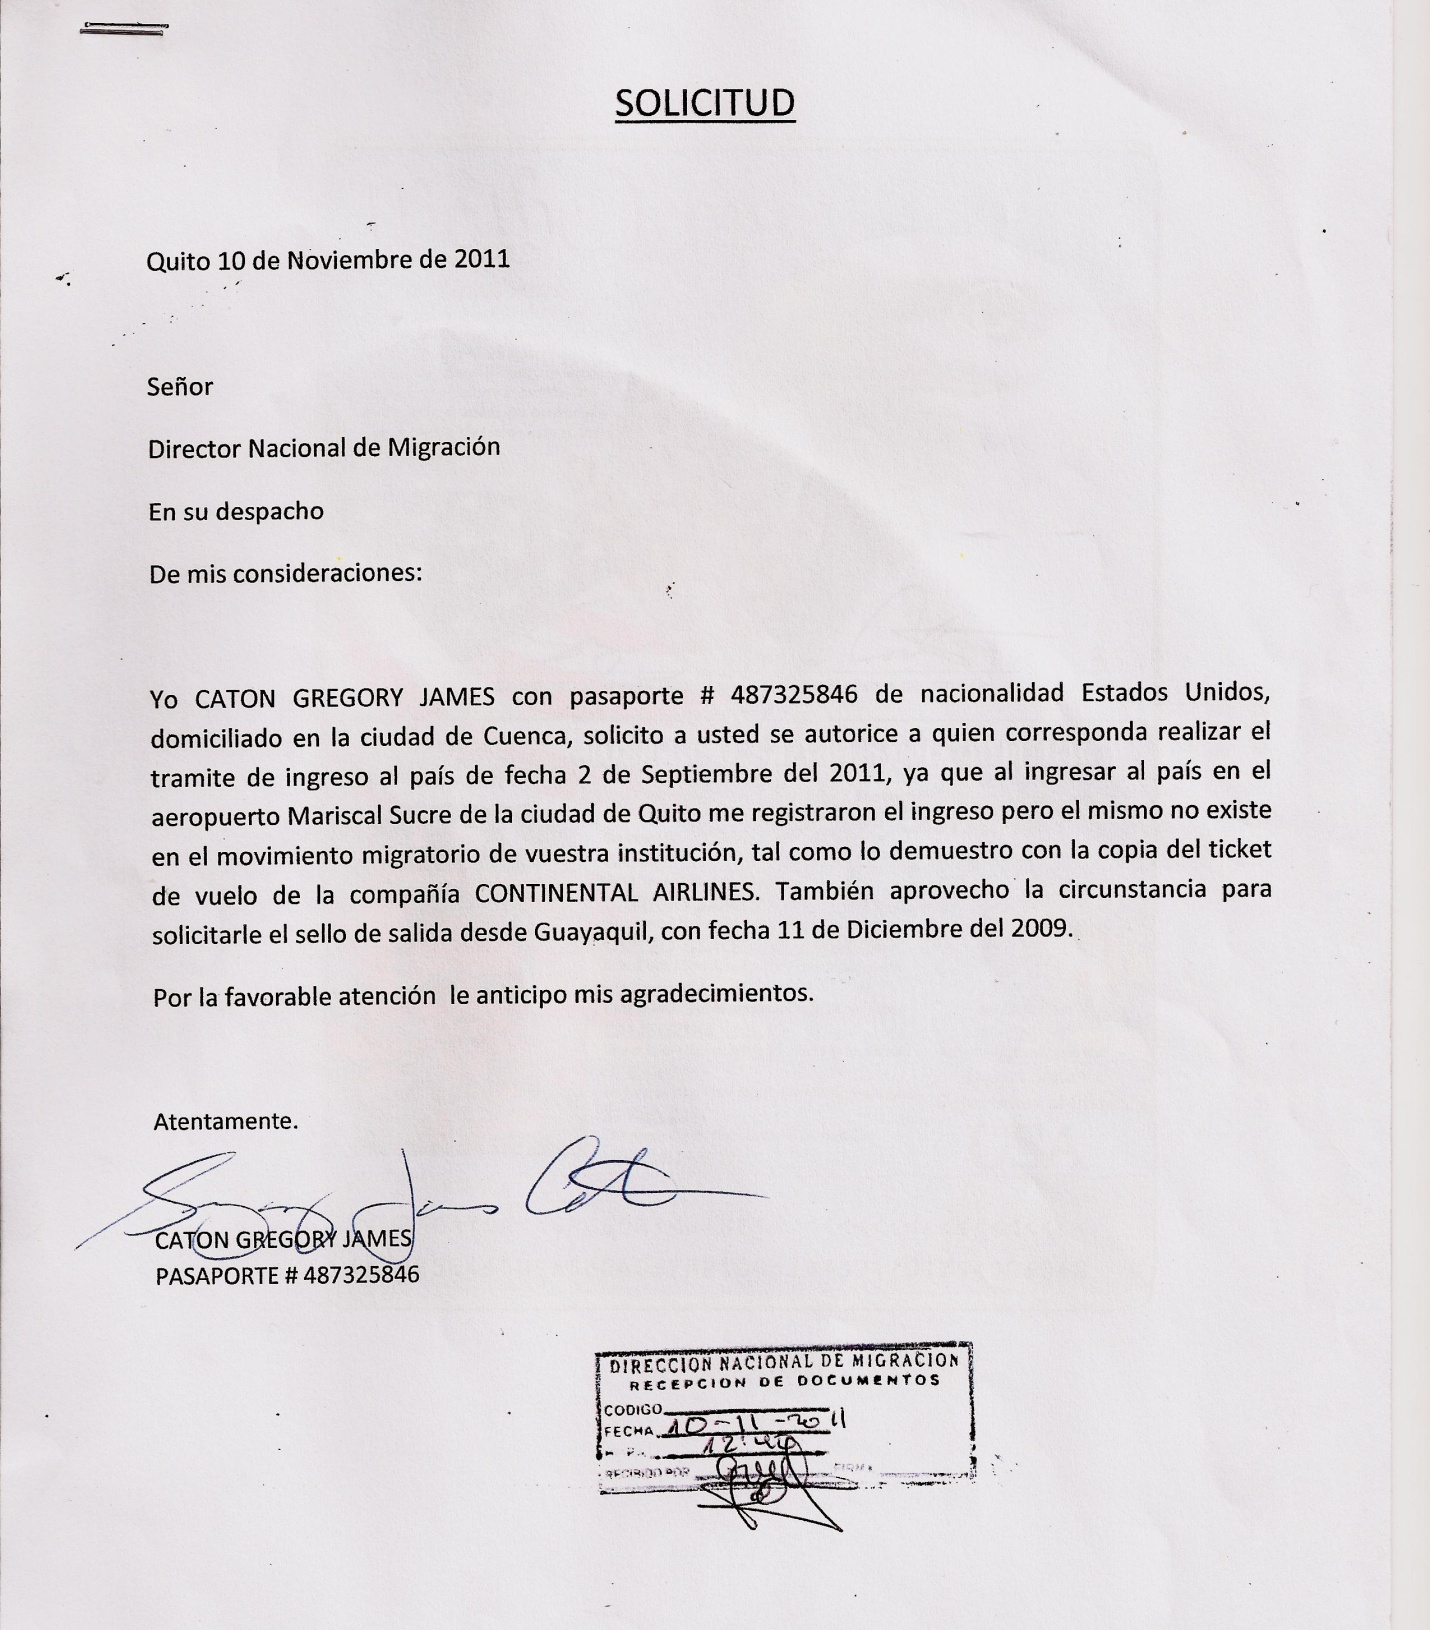 SOLICITUD
Quito 10 de Noviembre de 2011
Señor
Director Nacional de Migración
En su despacho
De mis consideraciones:
Yo CATON GREGORY JAMES con pasaporte # 487325846 de nacionalidad Estados Unidos,
domiciliado en la ciudad de Cuenca, solicito a usted se autorice a quien corresponda realizar el
tramite de ingreso al país de fecha 2 de Septiembre del 2011, ya que al ingresar al país en el
aeropuerto Mariscal Sucre de la ciudad de Quito me registraron el ingreso pero el mismo no existe
en el movimiento migratorio de vuestra institución, tal como lo demuestro con la copia del ticket
de vuelo de la compañía CONTINENTAL AIRLINES. También aprovecho la circunstancia para
solicitarle el sello de salida desde Guayaquil, con fecha 11 de Diciembre del 2009.
Por la favorable atención le anticipo mis agradecimientos.
Atentamente.
CATON GREGORY JAMES
PASAPORTE # 487325846
DIRECCION NACIONAL DE MIGRACION
RECEPCION DE DOCUMENTOS
CODIGO
FECHA 10-11-2011
RECIBIDO POR FIRMA